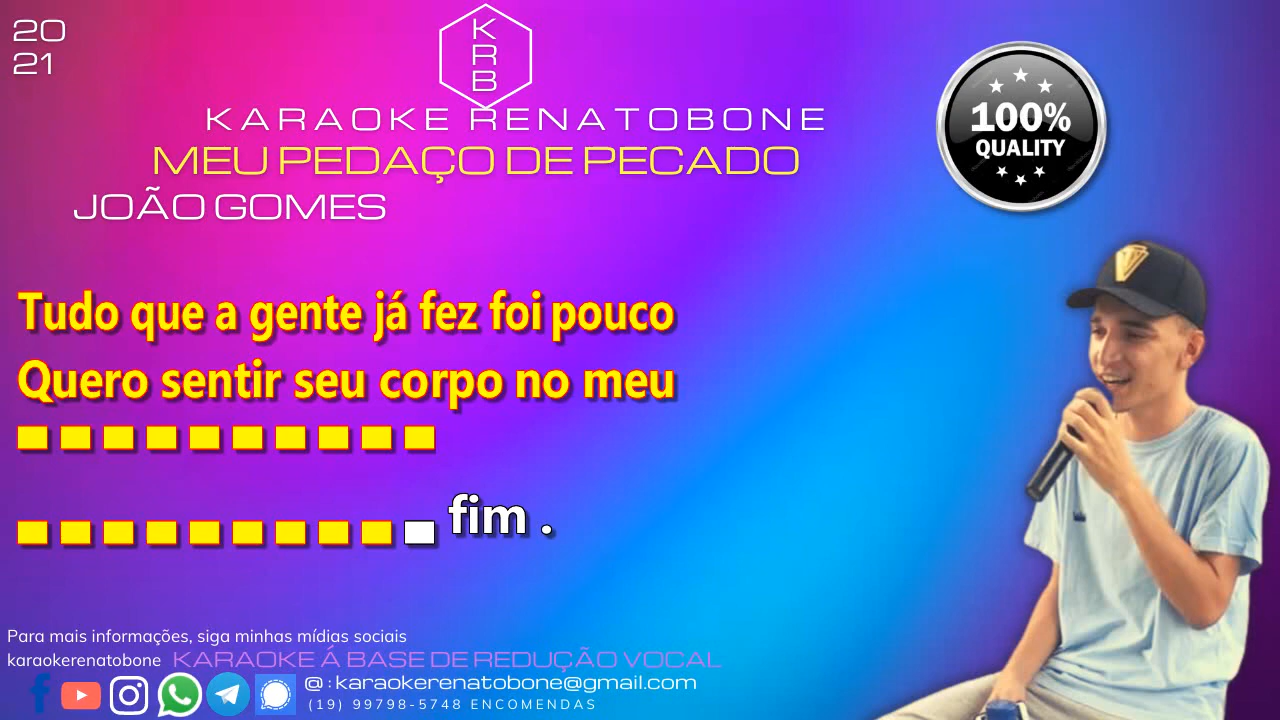 20
21
K
R
B
KARAOKE RENATOBONE
MEU PEDAÇO DE PECADO
JOÃO GOMES
100%
QUALITY
Tudo que a gente já fez foi pouco
Quero sentir seu corpo no meu
fim .
Para mais informações, siga minhas mídias sociais
karaokerenatobone KARAOKE Á BASE DE REDUÇÃO VOCAL
@:karaokerenatobone@gmail.com
(19) 99798-5748 ENCOMENDAS